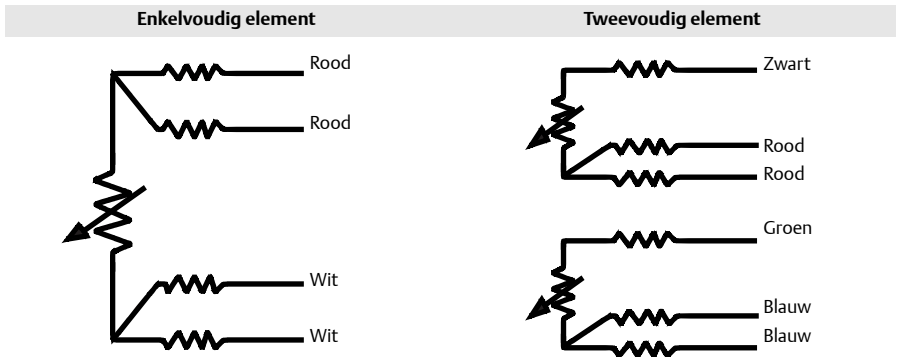 Enkelvoudig element
Rood
Rood
Wit
Wit
Tweevoudig element
Zwart
Rood
Rood
Groen
Blauw
Blauw